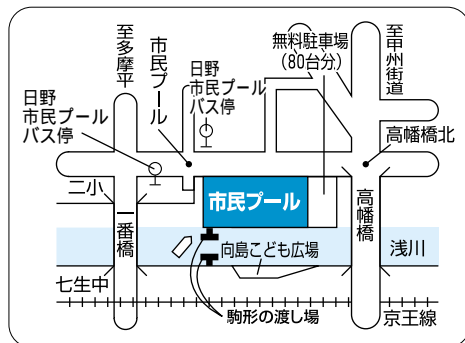 至多摩平
市民プール
日野
市民プール
バス停
日野
市民プール
バス停
無料駐車場
(80台分)
至甲州街道
高幡橋北
二小
一番橋
市民プール
高幡橋
向島こども広場
浅川
七生中
駒形の渡し場
京王線